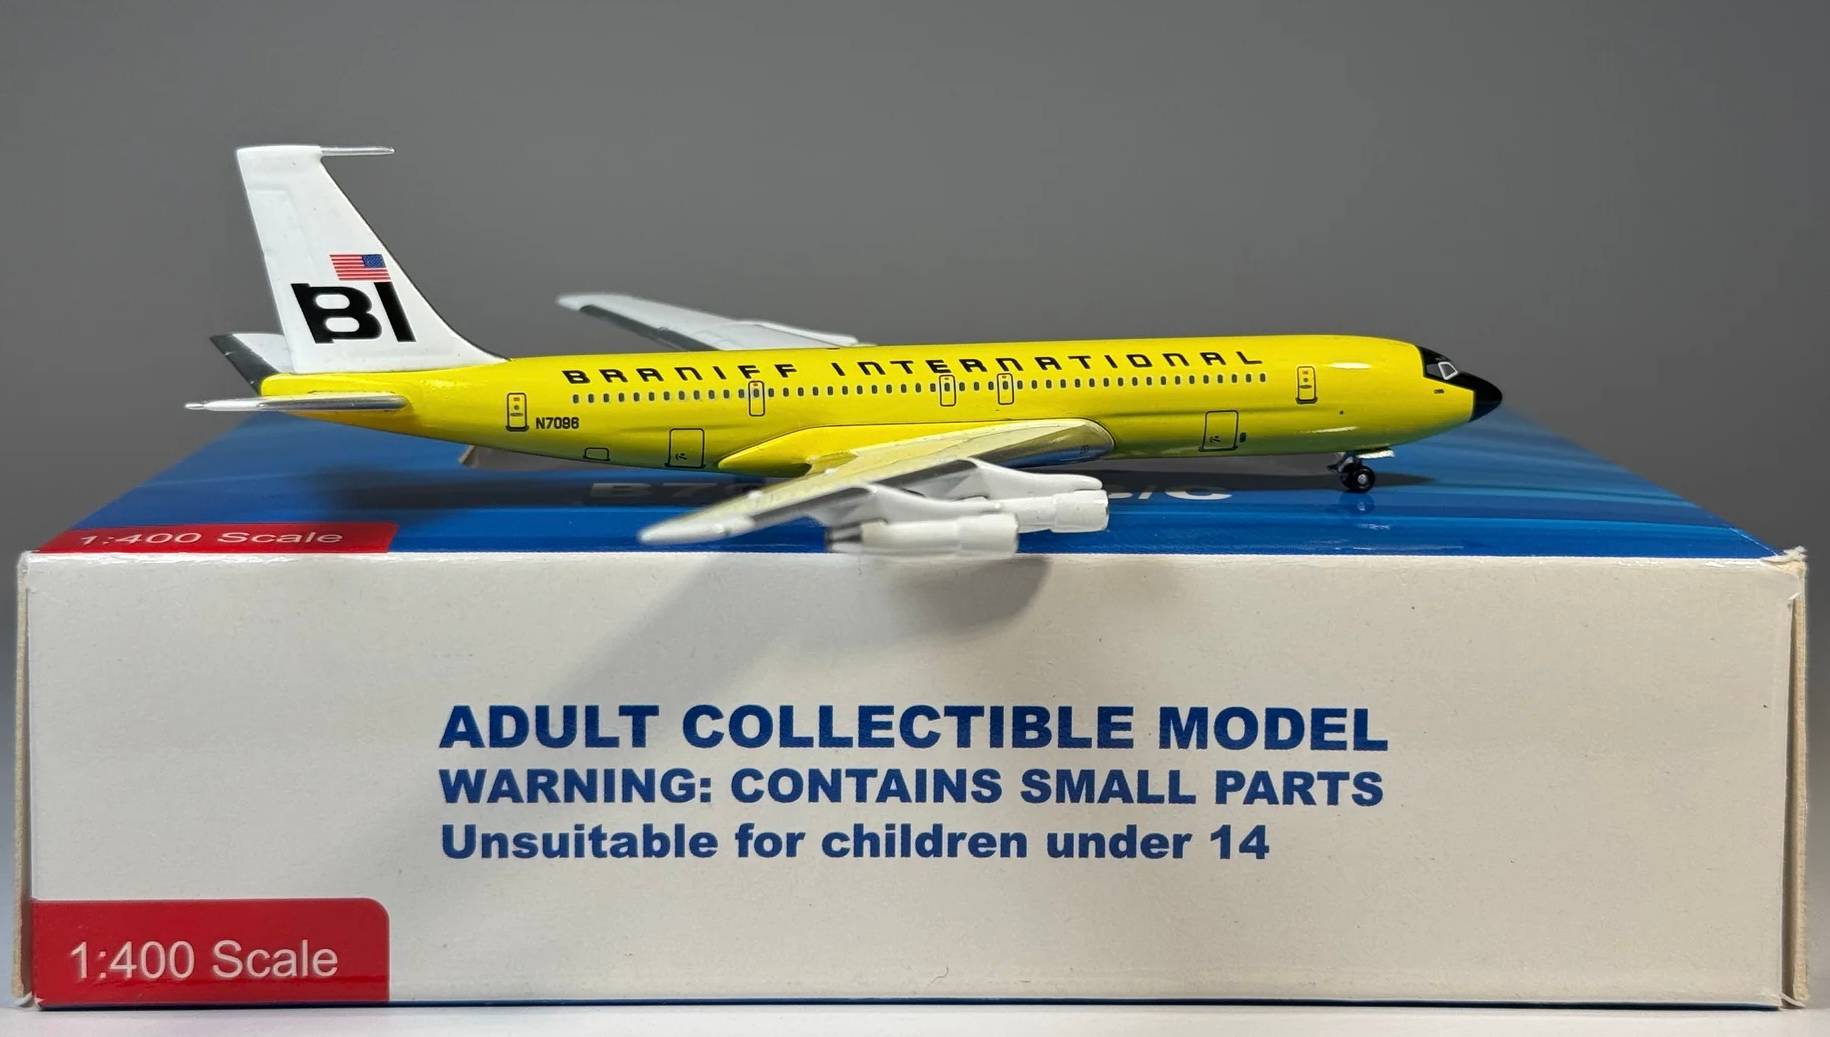 BI
BRANIFF INTERNATIONAL
N7096
1:400 Scale
ADULT COLLECTIBLE MODEL
WARNING: CONTAINS SMALL PARTS
Unsuitable for children under 14
1:400 Scale